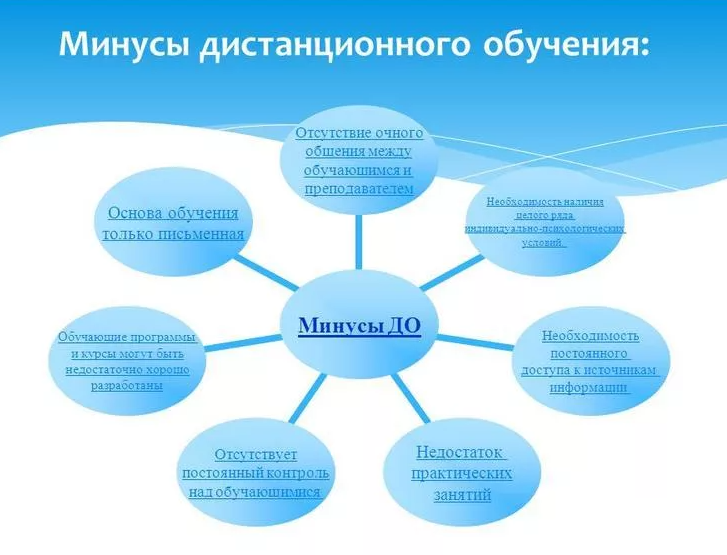 Минусы дистанционного обучения:
Отсутствие очного
общения между
обучающимся и
преподавателем
Необходимость наличия
целого ряда
индивидуально-психологических
условий.
Необходимость
постоянного
доступа к источникам
информации
Недостаток
практических
занятий
Отсутствует
постоянный контроль
над обучающимися
Обучающие программы
и курсы могут быть
недостаточно хорошо
разработаны
Основа обучения
только письменная
Минусы ДО